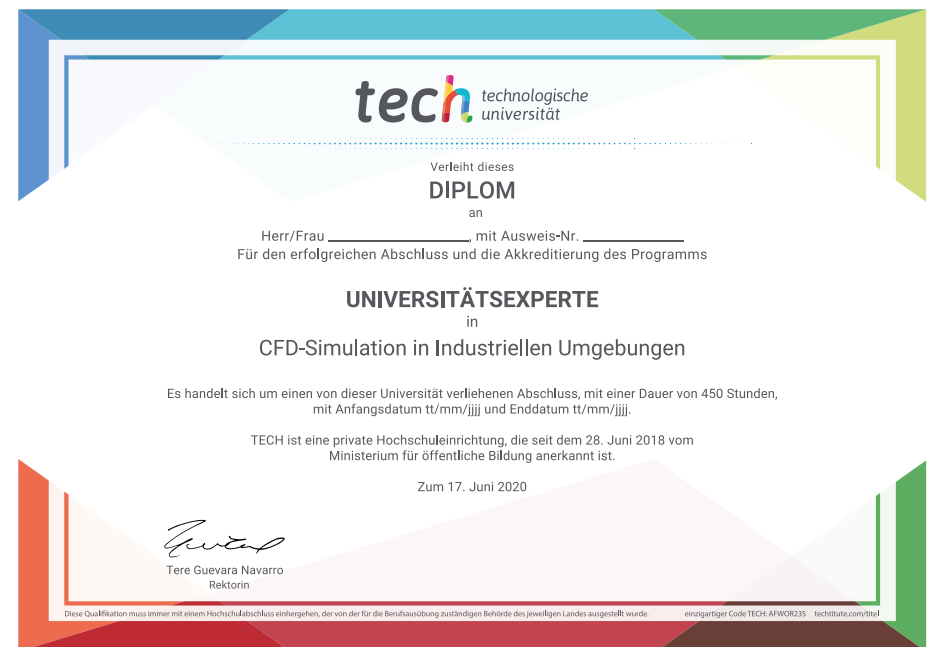 tech technologische
universität
Verleiht dieses
DIPLOM
an
Herr/Frau ____________________, mit Ausweis-Nr. ______________
Für den erfolgreichen Abschluss und die Akkreditierung des Programms
UNIVERSITÄTSEXPERTE
in
CFD-Simulation in Industriellen Umgebungen
Es handelt sich um einen von dieser Universität verliehenen Abschluss, mit einer Dauer von 450 Stunden,
mit Anfangsdatum tt/mm/jjjj und Enddatum tt/mm/jjjj.
TECH ist eine private Hochschuleinrichtung, die seit dem 28. Juni 2018 vom
Ministerium für öffentliche Bildung anerkannt ist.
Zum 17. Juni 2020
Tere Guevara Navarro
Rektorin
Diese Qualifikation muss immer mit einem Hochschulabschluss einhergehen, der von der für die Berufsausübung zuständigen Behörde des jeweiligen Landes ausgestellt wurde. einzigartiger Code TECH: AFWOR23S techtitute.com/titel